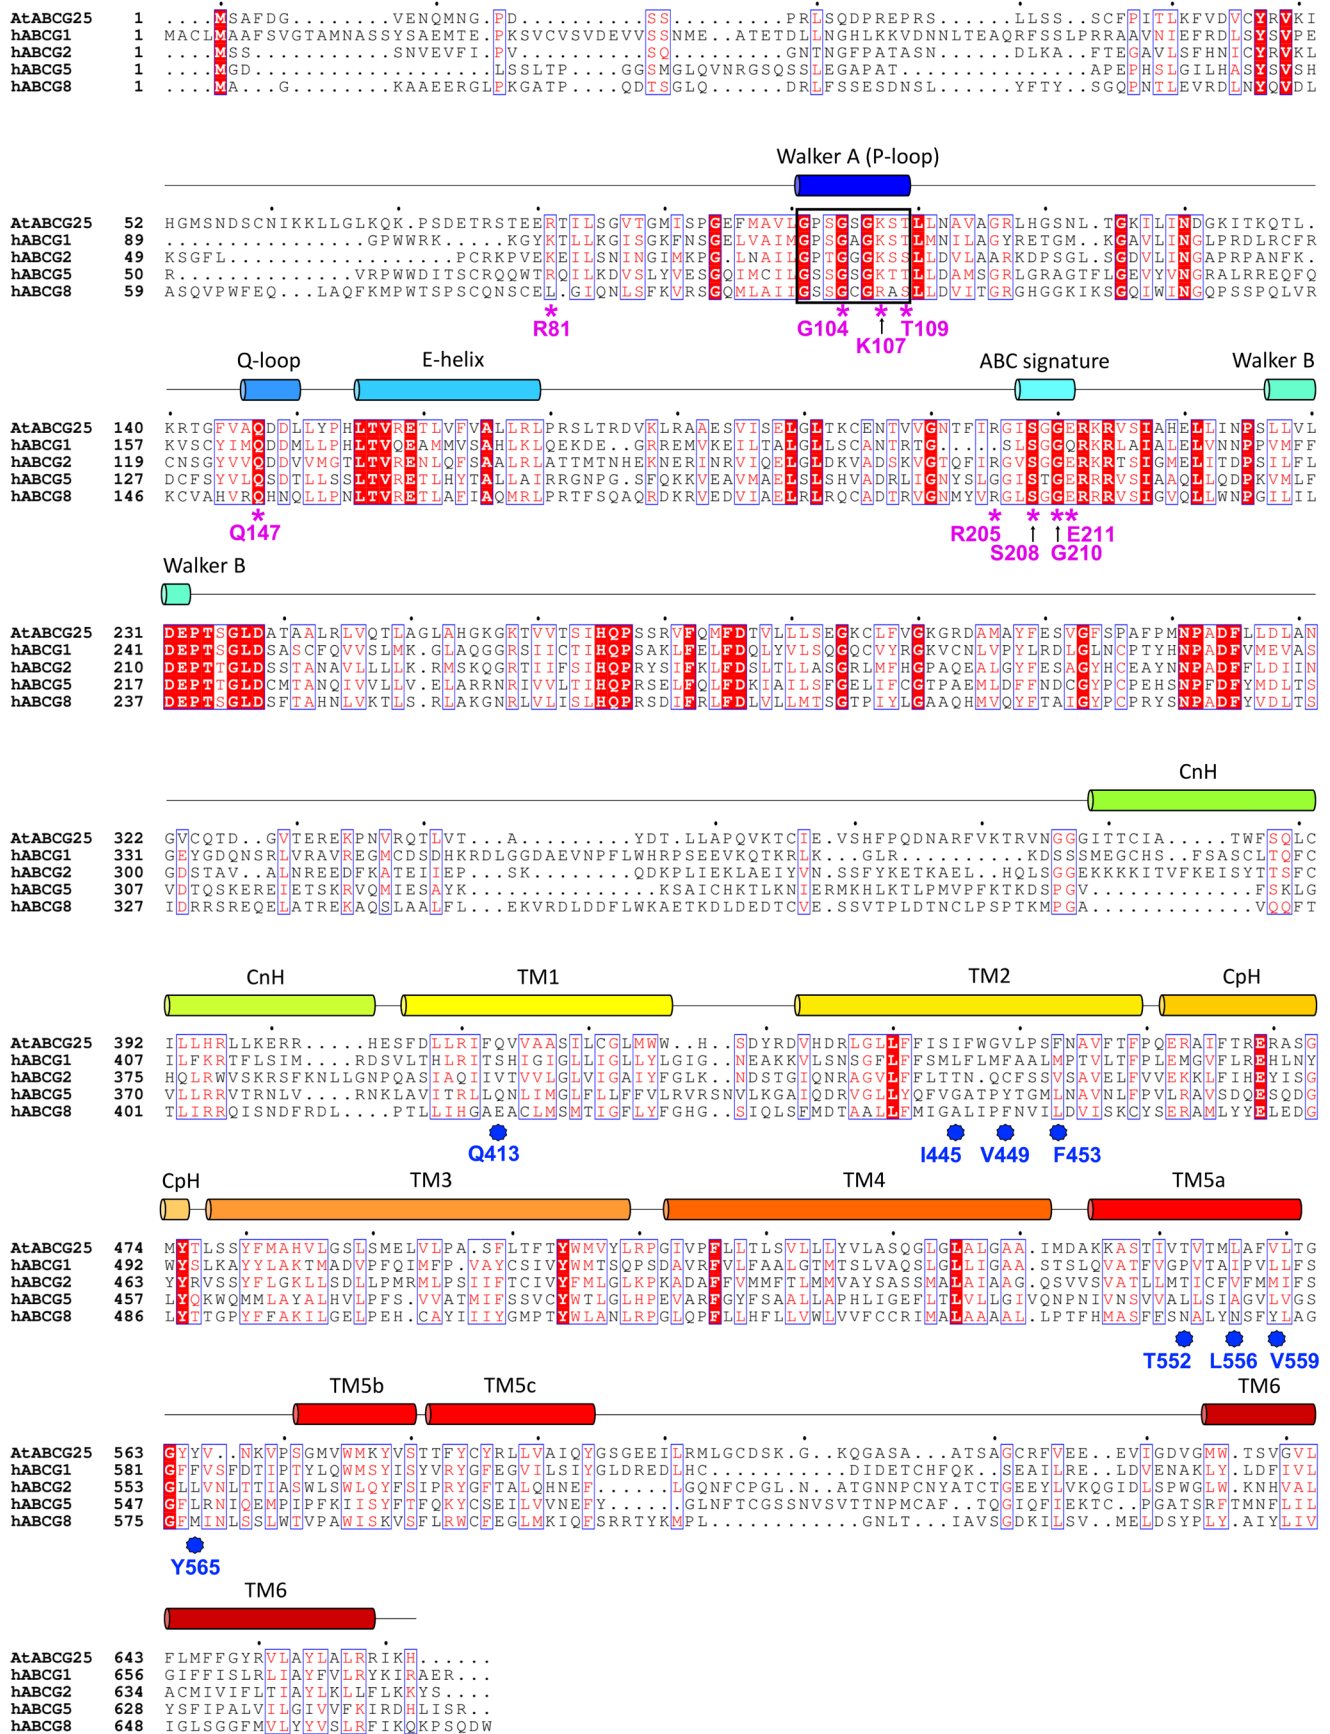 AtABCG25 1 ....MSAFDG..........VENQMNG.PD..........SS.............PRLSQDPREPRS........LLSS..SCFPITLKFVDVCYRVKI
hABCG1 1 MACLMAAFSVGTAMNASSYSAEMTE.PKSVCVSVDEVVSSNME..ATETDLLNGHLKKVDNNLTEAQRFSSLPRRAAVNIEFRDLSYSVPE
hABCG2 1 ....MSS...........SNVEVFI.PV..........SQ.........GNTNGFPATASN......DLKA..FTEGAVLSFHNICYRVKL
hABCG5 1 ....MGD...................LSSLTP....GGSMGLQVNRGSQSSLEGAPAT...............APEPHSLGILHASYSVSH
hABCG8 1 ....MA...G........KAAEERGLPKGATP....QDTSGLQ.......DRLFSSESDNSL......YFTY..SGQPNTLEVRDLNYQVDL
Walker A (P-loop)
AtABCG25 52 HGMSNDSCNIKKLLGLKQK.PSDETRSTEERTILSGVTGMISPGEFMAVLGPSGSGKSTLLNAVAGRLHGSNL.TGKILINDGKITKQTL.
hABCG1 89 ................GPWWRK.....KGYKTLLKGISGKFNSGELVAIMGPSGAGKSTLMNILAGYRETGM..KGAVLINGLPRDLRCFR
hABCG2 49 KSGFL..................PCRKPVEKEILSNINGIMKPG.LNAILGPTGGGKSSLLDVLAARKDPSGL.SGDVLINGAPRPANFK.
hABCG5 50 R..............VRPWWDITSCRQQWTRQILKDVSLYVESGQIMCILGSSGSGKTTLLDAMSGRLGRAGTFLGEVYVNGRALRREQFQ
hABCG8 59 ASQVPWFEQ...LAQFKMPWTSPSCQNSCEL.GIQNLSFKVRSGQMLAIIGSSGCGRASLLDVITGRGHGGKIKSGQIWINGQPSSPQLVR
R81 G104 K107 T109
Q-loop E-helix ABC signature Walker B
AtABCG25 140 KRTGFVAQDDLLYPHLTVRETLVFVALLRLPRSLTRDVKLRAAESVISELGLTKCENTVVGNTFIRGISGGERKRVSIAHELLINPSLLVL
hABCG1 157 KVSCYIMQDDMLLPHLTVQEAMMVSAHLKLQEKDE..GRREMVKEILTALGLLSCANTRTG.....SLSGGQRKRLAIALELVNNPPVMFF
hABCG2 119 CNSGYVVQDDVVMGTLTVRENLQFSAALRLATTMTNHEKNERINRVIQELGLDKVADSKVGTQFIRGVSGGERKRTSIGMELITDPSILFL
hABCG5 127 DCFSYVLQSDTLLSSLTVRETLHYTALLAIRRGNPG.SFQKKVEAVMAELSLSHVADRLIGNYSLGGISTGERRRVSIAAQLLQDPKVMLF
hABCG8 146 KCVAHVRQHNQLLPNLTVRETLAFIAQMRLPRTFSQAQRDKRVEDVIAELRLRQCADTRVGNMYVRGLSGGERRRVSIGVQLLWNPGILIL
Q147 R205 S208 G210 E211
Walker B
AtABCG25 231 DEPTSGLDATAALRLVQTLAGLAHGKGKTVVTSIHQPSSRVFQMFDTVLLLSEGKCLFVGKGRDAMAYFESVGFSPAFPMNPADFLLDLAN
hABCG1 241 DEPTSGLDSASCFQVVSLMK.GLAQGGRSIICTIHQPSAKLFELFDQLYVLSQGQCVYRGKVCNLVPYLRDLGLNCPTYHNPADFVMEVAS
hABCG2 210 DEPTTGLDSSTANAVLLLLK.RMSKQGRTIIFSIHQPRYSIFKLFDSLTLLASGRLMFHGPAQEALGYFESAGYHCEAYNNPADFFLDIIN
hABCG5 217 DEPTTGLDCMTANQIVVLLV.ELARRNRIVVLTIHQPRSELFQLFDKIAILSFGELIFCGTPAEMLDFFNDCGYPCPEHSNPFDFYMDLTS
hABCG8 237 DEPTSGLDSFTAHNLVKTLS.RLAKGNRLVLISLHQPRSDIFRLFDLVLLMTSGTPIYLGAAQHMVQYFTAIGYPCPRYSNPADFYVDLTS
CnH
AtABCG25 322 GVCQTD..GVTEREKPNVRQTLVT...A.........YDT.LLAPQVKTCIE.VSHFPQDNARFVKTRVNGGGITTCIA.....TWFSQLC
hABCG1 331 GEYGDQNSRLVRAVREGMCDSDHKRDLGGDAEVNPFLWHRPSEEVKQTKRLK...GLR............KDSSSMEGCHS..FSASCLTQFC
hABCG2 300 GDSTAV..ALNREEDFKATEIIEP...SK........QDKPLIEKLAEIYVN.SSFYKETKAEL...HQLSGGEKKKKITVFKEISYTTSFC
hABCG5 307 VDTQSKEREIETSKRVQMIESAYK.............KSAICHKTLKNIERMKHLKTLPMVPFKTKDSPGV.............FSKLG
hABCG8 327 IDRRSREQELATREKAQSLAALFL...EKVRDLDDFLWKAETKDLDEDTCVE.SSVTPLDTNCLPSPTKMPGA.............VQQFT
CnH TM1 TM2 CpH
AtABCG25 392 ILLHRLLKERR.....HESFDLLRIFQVVAASILCGLMWW..H..SDYRDVHDRLGLLFFISIFWGVLPSFNAVFTFPQERAIFTRERASG
hABCG1 407 ILFKRTFLSIM.....RDSVLTHLRITSHIGIGLLIGLLYLGIG...NEAKKVLSNSGFLFFSMLFLMFAALMPTVLTFPLEMGVFLREHLNY
hABCG2 375 HQLRWVSKRSFKNLLGNPQASIAQIIVTVVLGLVIGAIYFGLK..NDSTGIQNRAGVLFFLTTN.QCFSSVSAVELFVVEKKLFIHEYISG
hABCG5 370 VLLRRVTRNLV....RNKLAVITRLLQNLIMGLFLLFFVLRVRSNVLKGAIQDRVGLLYQFVGATPYTGMLNAVNLFPVLRAVSDQESQDG
hABCG8 401 TLIRRQISNDFRDL....PTLLIHGAEACLMSMTIGFLYFGHG..SIQLSFMDTAALLFMIGALIPFNVILDVISKCYSERAMLYYELEDG
Q413 I445 V449 F453
CpH TM3 TM4 TM5a
AtABCG25 474 MYTLSSYFMAHVLGSLSMELVLPA.SFLTFTYWMVYLRPGIVPFLLTLSVLLLYVLASQGLGLALGAA.IMDAKKASTIVTVTMLAFVLTG
hABCG1 492 WYSLKAYYLAKTMADVPFQIMFP.VAYCSIVYWMTSQPSDAVRFVLFAALGTMTSLVAQSLGLLIGAA.STSLQVATFVGPVTAIPVLLFS
hABCG2 463 YYRVSSYFLGKLLSDLLPMRMLPSIIFTCIVYFMLGLKPKADAFFVMMFTLMMVAYSASSMALAIAAG.QSVVSVATLLMTICFVFMMIFS
hABCG5 457 LYQKWQMMLAYALHVLPFS.VVATMIFSSVCYWTLGLHPEVARFGYFSAALLAPHLIGEFLTLVLLGIVQNPNIVNSVVALLSIAGVLVGS
hABCG8 486 LYTTGPYFFAKILGELPEH.CAYIIIYGMPTYWLANLRPGLQPFLLHFLLVWLVVFCCRIMALAAAAL.LPTFHMASFFSNALYNSFYLAG
T552 L556 V559
TM5b TM5c TM6
AtABCG25 563 GYYV..NKVPSGMVWMKYVSTTFYCYRLLVAIQYGSGEEILRMLGCDSK.G..KQGASA...ATSAGCRFVEE..EVIGDVGMW.TSVGVL
hABCG1 581 GFFVSFDTIPTYLQWMSYISYVRYGFEGVILSIYGLDREDLHC.........DIDETCHFQK..SEAILRE..LDVENAKLY.LDFIVL
hABCG2 553 GLLVNLTTIASWLSWLQYFSIPRYGFTALQHNEF.....LGQNFCPGL.N..ATGNNPCNYATCTGEEYLVKQGIDLSPWGLW.KNHVAL
hABCG5 547 GFLRNIQEMPIPFKIISYFTFQKYCSEILVVNEFY....GLNFTCGSSNVSVTTNPMCAF..TQGIQFIEKTC..PGATSRFTMNFLIL
hABCG8 575 GFMINLSSLWTVPAWISKVSFLRWCFEGLMKIQFSRRTYKMPL...........GNLT...IAVSGDKILSV..MELDSYPLY.AIYLIV
Y565
TM6
AtABCG25 643 FLMFFGYRVLAYLALRRIKH......
hABCG1 656 GIFFISLRLIAYFVLRYKIRAER...
hABCG2 634 ACMIVIFLTIAYLKLLFLKKYS....
hABCG5 628 YSFIPALVILGIVVFKIRDHLISR..
hABCG8 648 IGLSGGFMVLYYVSLRFIKQKPSQDW